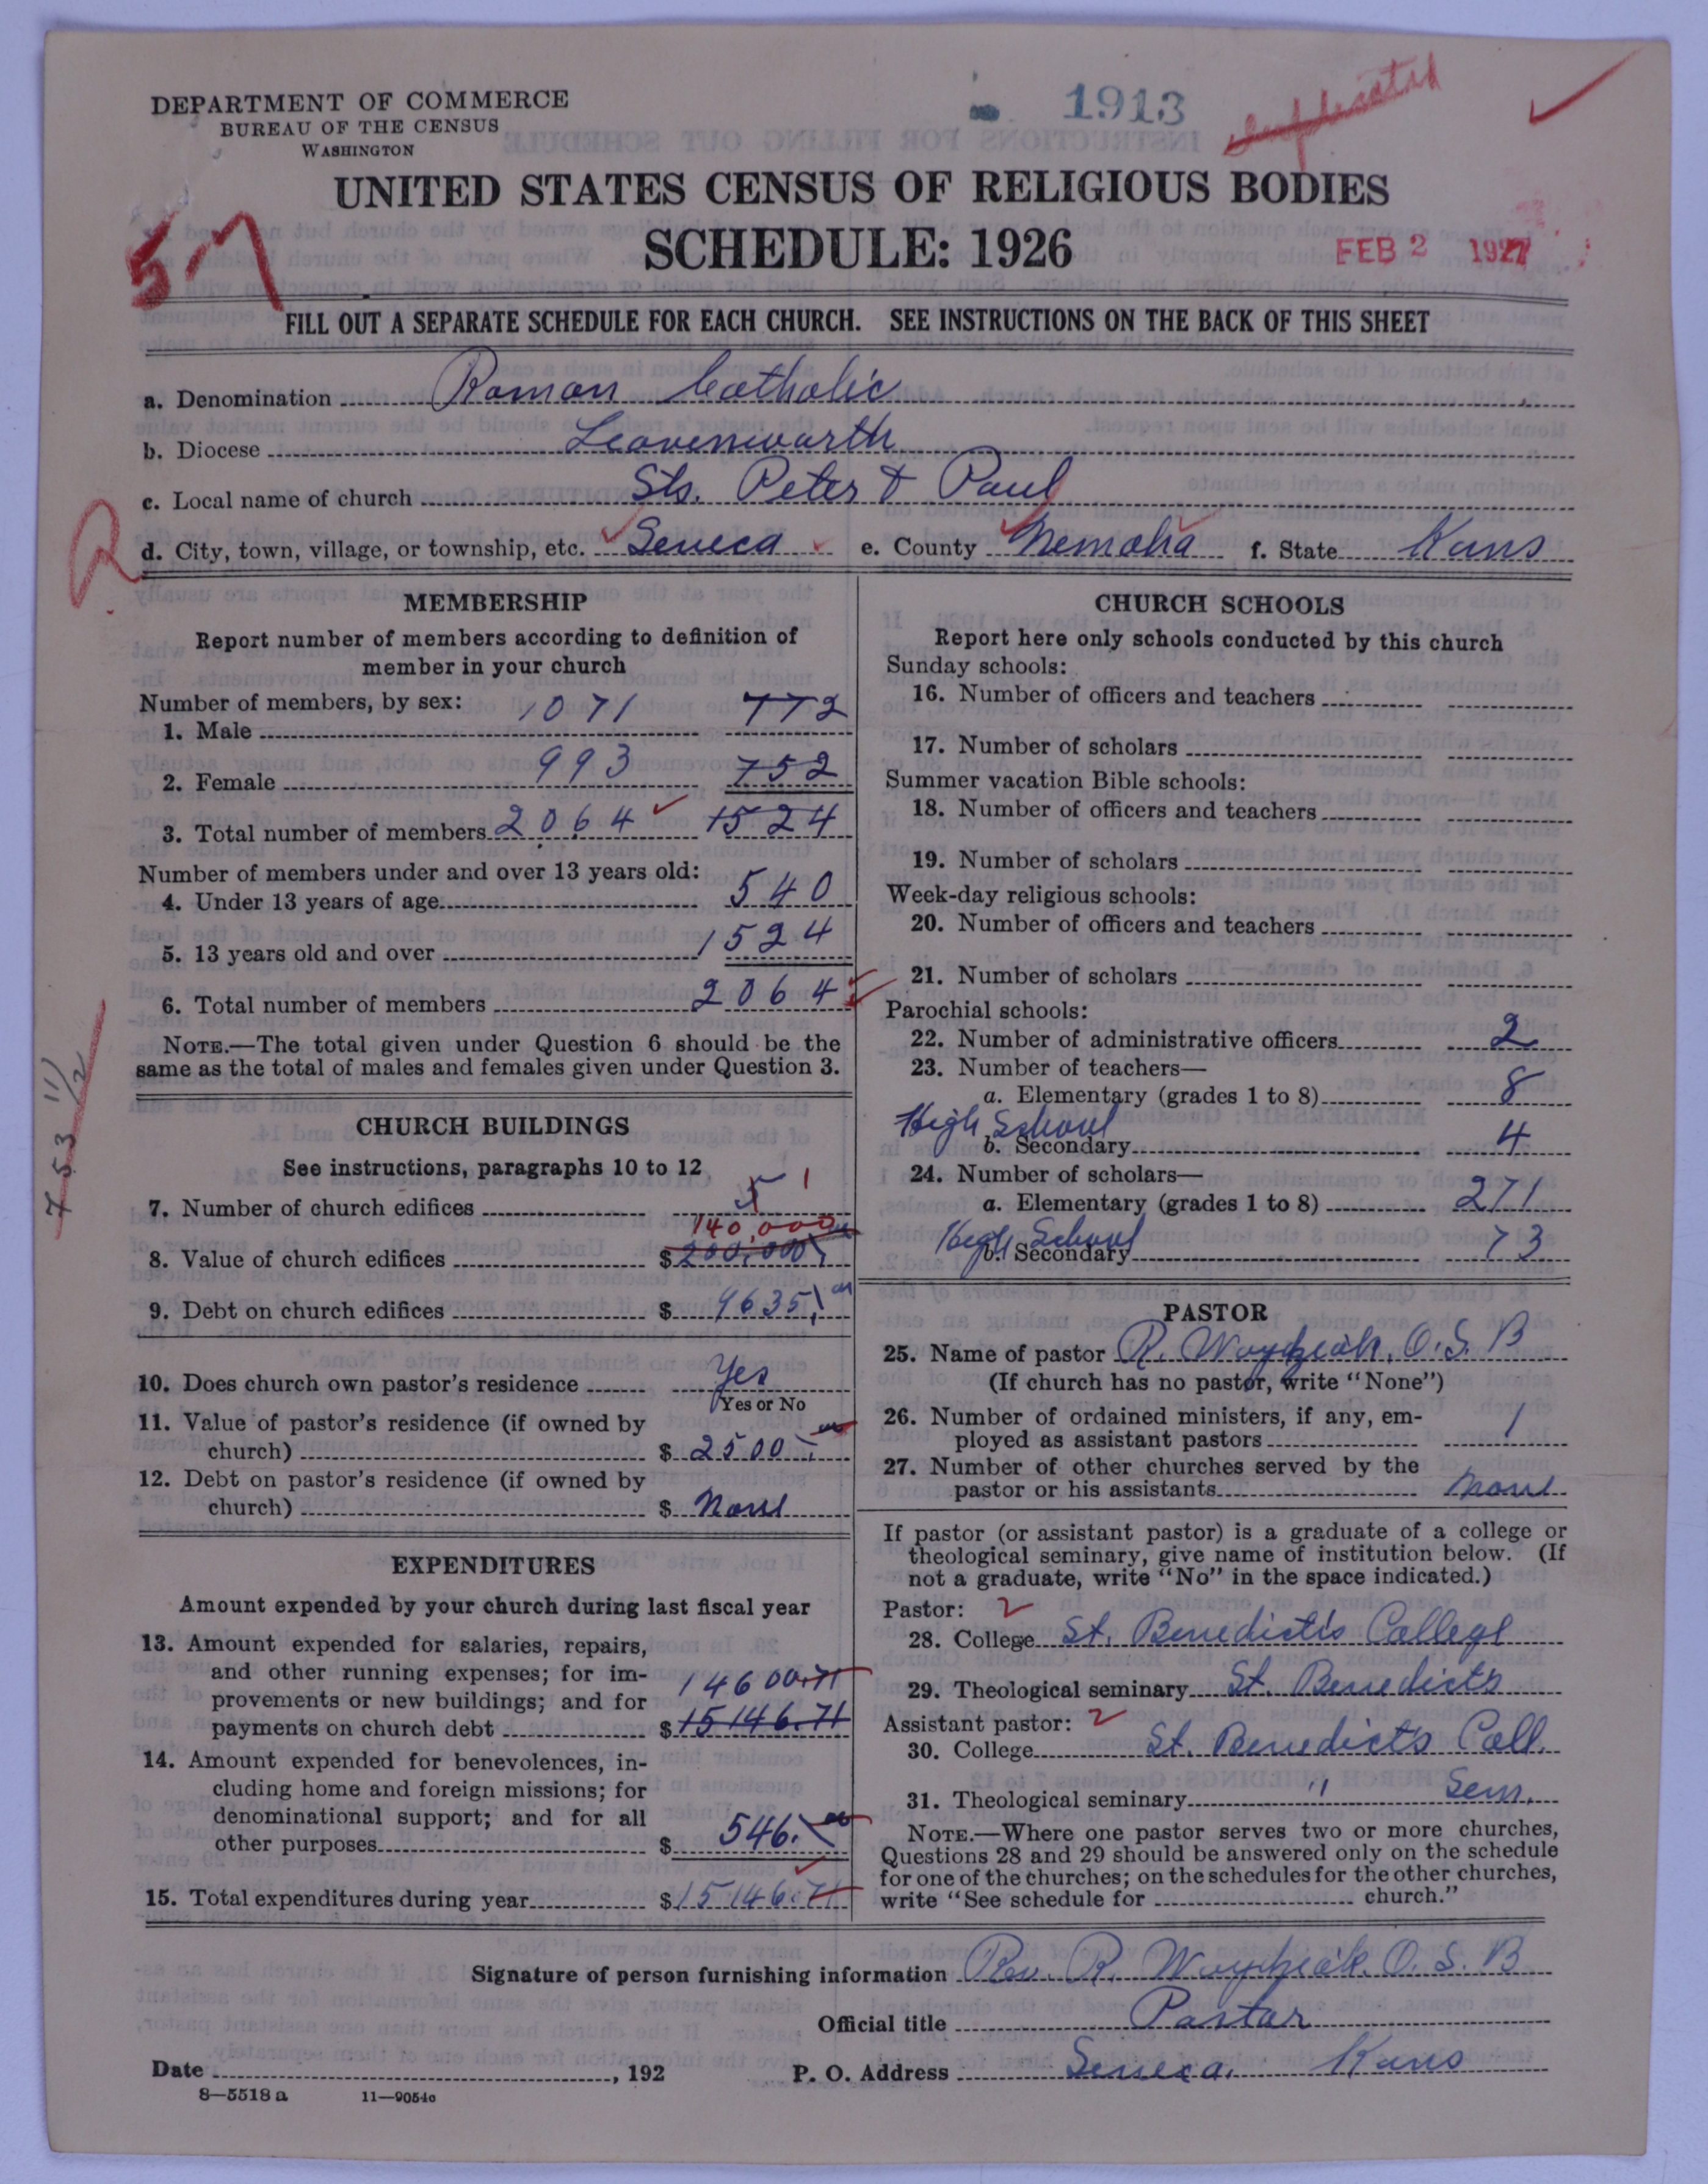 DEPARTMENT OF COMMERCE
BUREAU OF THE CENSUS
WASHINGTON
1913
UNITED STATES CENSUS OF RELIGIOUS BODIES
57
SCHEDULE: 1926
FEB 2 1927
FILL OUT A SEPARATE SCHEDULE FOR EACH CHURCH. SEE INSTRUCTIONS ON THE BACK OF THIS SHEET
a. Denomination Roman Catholic
b. Diocese Leavenworth
c. Local name of church Sts. Peter & Paul
d. City, town, village, or township, etc. Seneca e. County Nemaha f. State Kans
MEMBERSHIP
Report number of members according to definition of
member in your church
Number of members, by sex:
1. Male 1071 772
2. Female 993 752
3. Total number of members 2064 1524
Number of members under and over 13 years old:
4. Under 13 years of age 540
5. 13 years old and over 1524
6. Total number of members 2064
NOTE.—The total given under Question 6 should be the
same as the total of males and females given under Question 3.
CHURCH BUILDINGS
See instructions, paragraphs 10 to 12
7. Number of church edifices 5 1
140,000
8. Value of church edifices $ 200,000
9. Debt on church edifices $ 9635.00
10. Does church own pastor's residence Yes
Yes or No
11. Value of pastor's residence (if owned by
church) $ 2500
12. Debt on pastor's residence (if owned by
church) $ None
EXPENDITURES
Amount expended by your church during last fiscal year
13. Amount expended for salaries, repairs,
and other running expenses; for im-
provements or new buildings; and for 14600.71
payments on church debt $ 15146.71
14. Amount expended for benevolences, in-
cluding home and foreign missions; for
denominational support; and for all
other purposes $ 546.00
15. Total expenditures during year $ 15146.71
CHURCH SCHOOLS
Report here only schools conducted by this church
Sunday schools:
16. Number of officers and teachers
17. Number of scholars
Summer vacation Bible schools:
18. Number of officers and teachers
19. Number of scholars
Week-day religious schools:
20. Number of officers and teachers
21. Number of scholars
Parochial schools:
22. Number of administrative officers 2
23. Number of teachers—
a. Elementary (grades 1 to 8) 8
High School
b. Secondary 4
24. Number of scholars—
a. Elementary (grades 1 to 8) 271
High School
b. Secondary 73
PASTOR
25. Name of pastor R. O.S.B
(If church has no pastor, write "None")
26. Number of ordained ministers, if any, em-
ployed as assistant pastors 1
27. Number of other churches served by the
pastor or his assistants None
If pastor (or assistant pastor) is a graduate of a college or
theological seminary, give name of institution below. (If
not a graduate, write "No" in the space indicated.)
Pastor: 2
28. College St. Benedict's College
29. Theological seminary St. Benedicts
Assistant pastor: 2
30. College St. Benedict's Coll.
31. Theological seminary " Sem.
NOTE.—Where one pastor serves two or more churches,
Questions 28 and 29 should be answered only on the schedule
for one of the churches; on the schedules for the other churches,
write "See schedule for church."
Signature of person furnishing information Rev. R. O.S.B
Official title Pastor
Date , 192 P. O. Address Seneca. Kans
8—5518 a 11—9054c